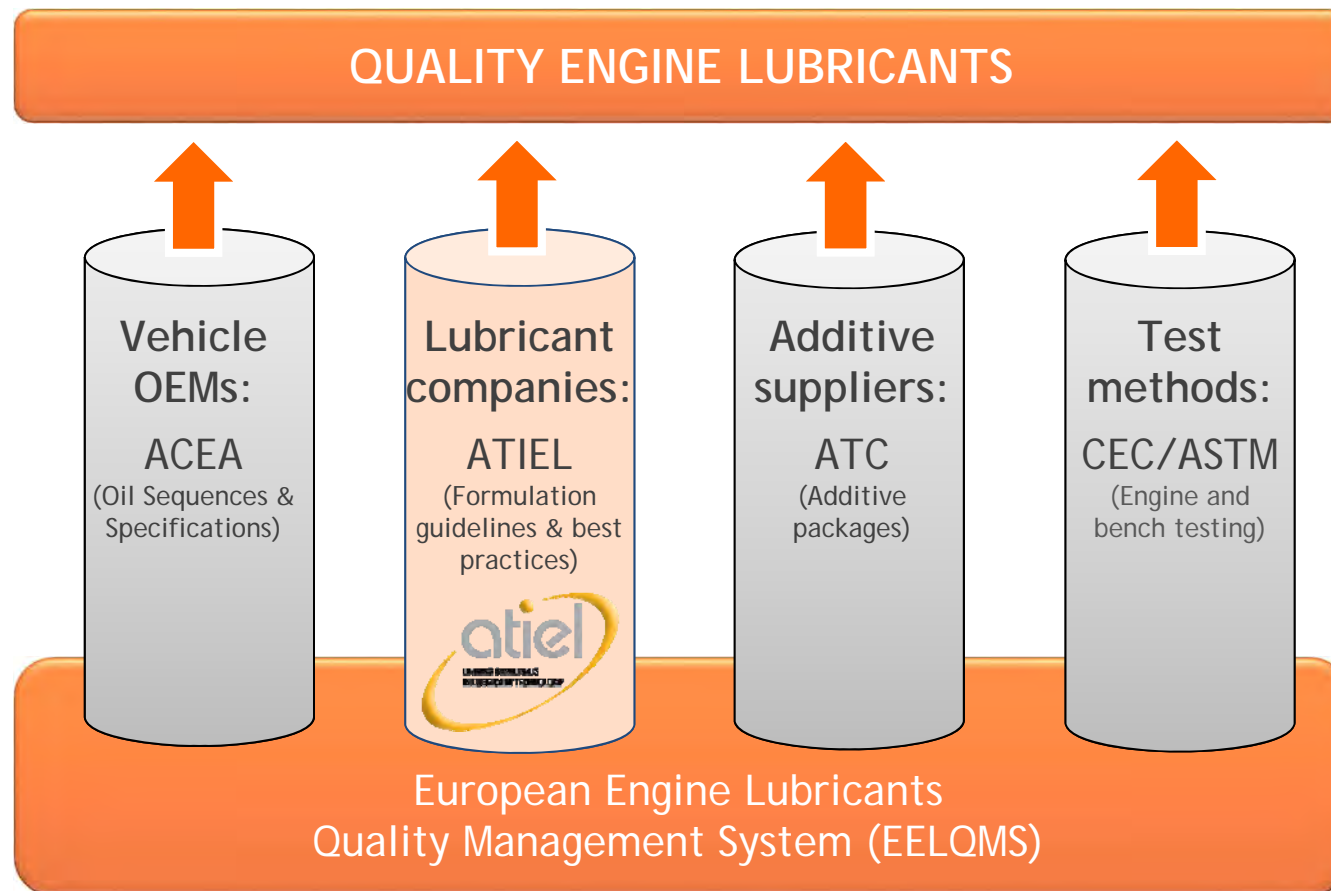 QUALITY ENGINE LUBRICANTS
Vehicle
OEMs:
ACEA
(Oil Sequences &
Specifications)
Lubricant
companies:
ATIEL
(Formulation
guidelines & best
practices)
atiel
Additive
suppliers:
ATC
(Additive
packages)
Test
methods:
CEC/ASTM
(Engine and
bench testing)
European Engine Lubricants
Quality Management System (EELQMS)